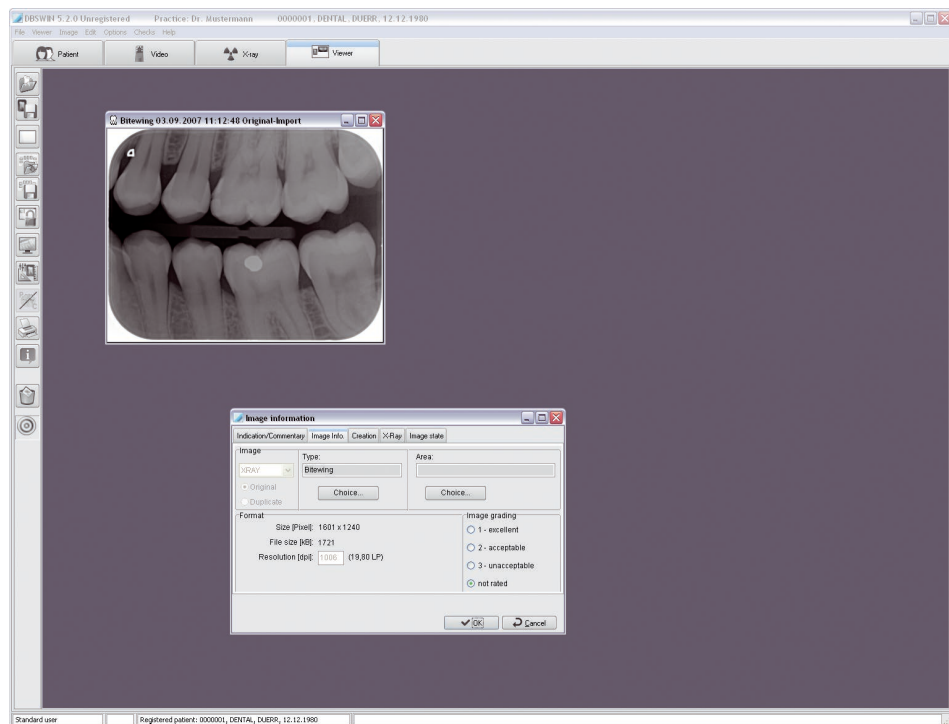 DBSWIN 5.2.0 Unregistered Practice: Dr. Mustermann 0000001, DENTAL, DUERR, 12.12.1980
File Viewer Image Edit Options Checks Help
Patient Video X-ray Viewer
Bitewing 03.09.2007 11:12:48 Original-Import
Image information
Indication/Commentary Image Info. Creation X-Ray Image state
Image Type: Area:
XRAY Bitewing
Original Choice... Choice...
Duplicate
Format Image grading
Size [Pixel]: 1601 x 1240 1 - excellent
File size [kB]: 1721 2 - acceptable
Resolution [dpi]: 1006 (19,80 LP) 3 - unacceptable
not rated
OK Cancel
Standard user Registered patient: 0000001, DENTAL, DUERR, 12.12.1980